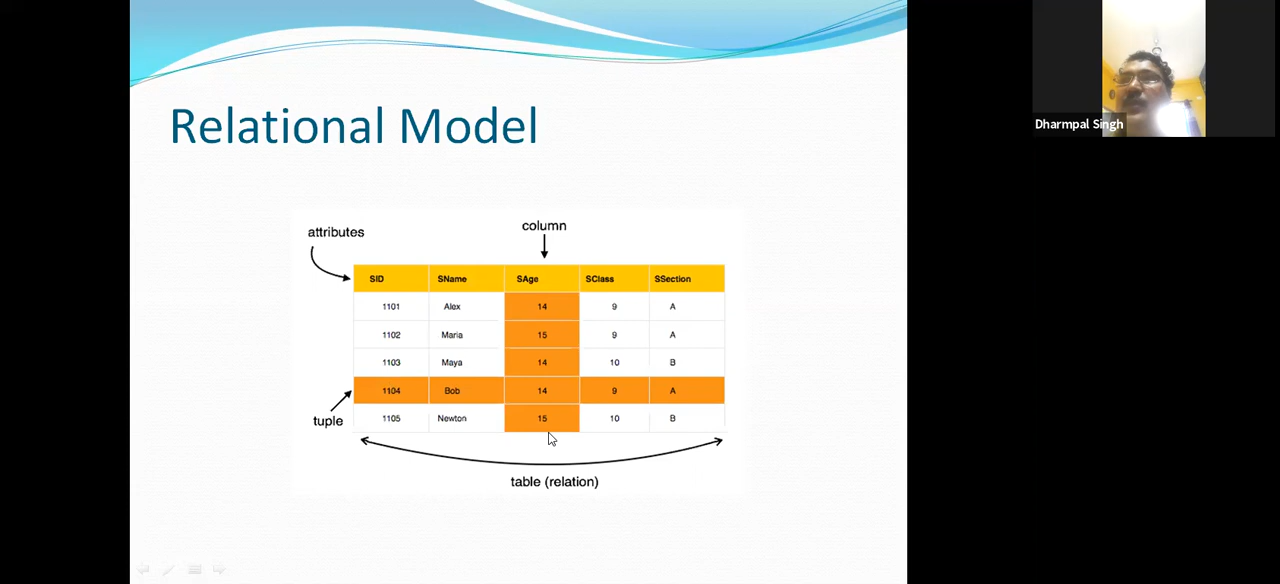 Relational Model
attributes
column
SID SName SAge SClass SSection
1101 Alex 14 9 A
1102 Maria 15 9 A
1103 Maya 14 10 B
1104 Bob 14 9 A
1105 Newton 15 10 B
tuple
table (relation)
Dharmpal Singh